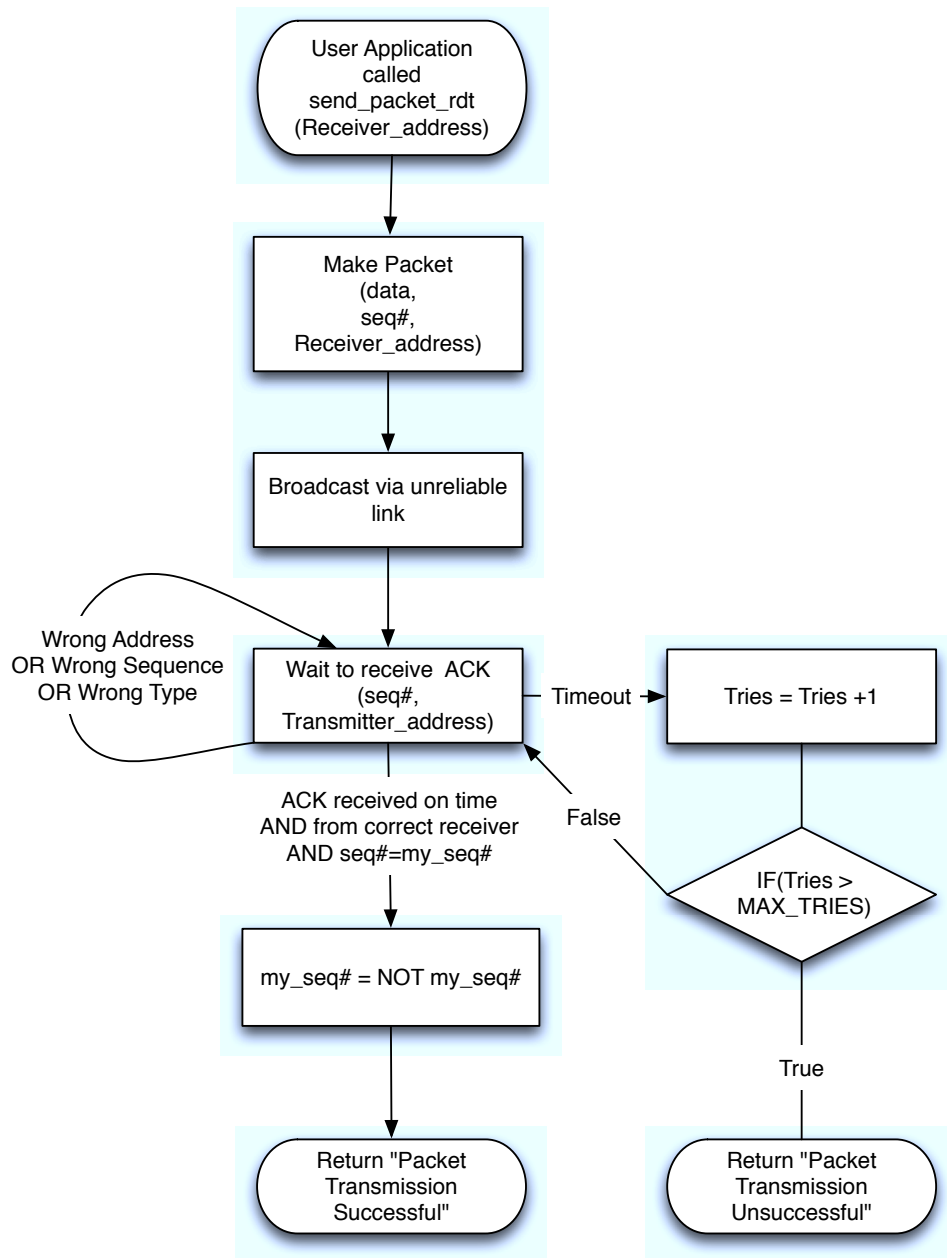 User Application
called
send_packet_rdt
(Receiver_address)
Make Packet
(data,
seq#,
Receiver_address)
Broadcast via unreliable
link
Wrong Address
OR Wrong Sequence
OR Wrong Type
Wait to receive ACK
(seq#,
Transmitter_address)
Timeout
Tries = Tries +1
ACK received on time
AND from correct receiver
AND seq#=my_seq#
False
IF(Tries >
MAX_TRIES)
my_seq# = NOT my_seq#
True
Return "Packet
Transmission
Successful"
Return "Packet
Transmission
Unsuccessful"